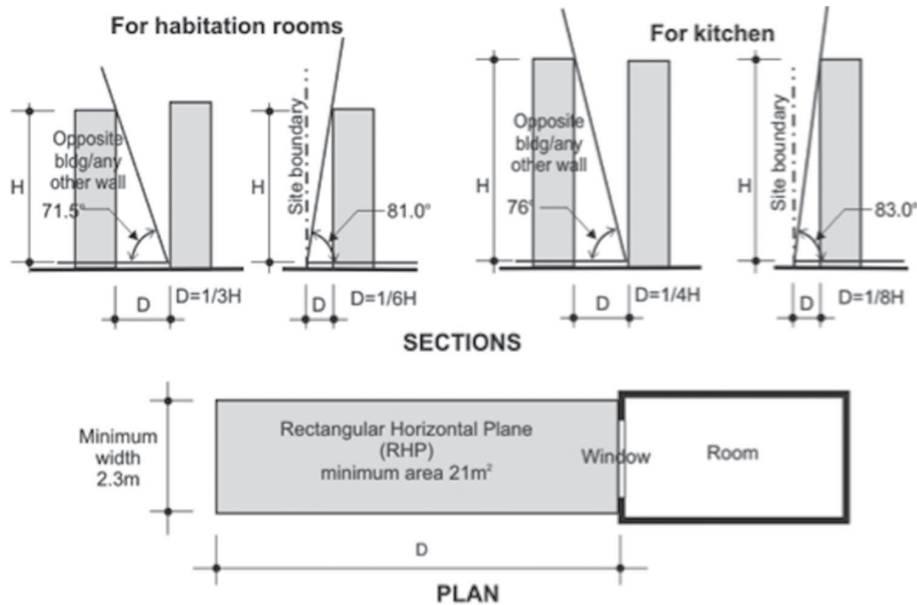 For habitation rooms
For kitchen
Opposite
bldg/any
other wall
71.5°
H
D
D=1/3H
Site boundary
H
81.0°
D
D=1/6H
Opposite
bldg/any
other wall
76°
H
D
D=1/4H
Site boundary
H
83.0°
D
D=1/8H
SECTIONS
Minimum
width
2.3m
Rectangular Horizontal Plane
(RHP)
minimum area 21m²
Window
Room
D
PLAN